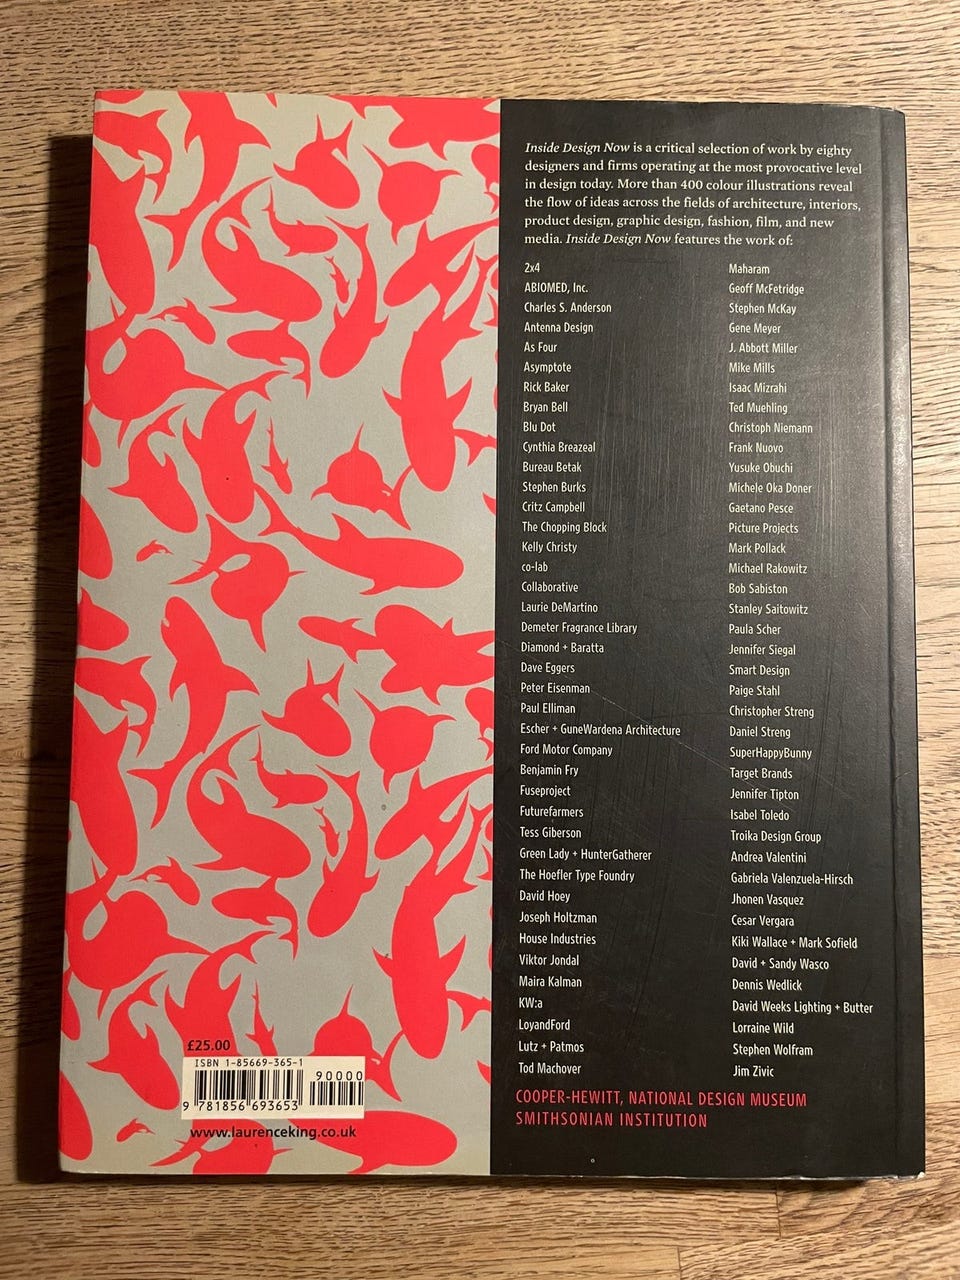 Inside Design Now is a critical selection of work by eighty
designers and firms operating at the most provocative level
in design today. More than 400 colour illustrations reveal
the flow of ideas across the fields of architecture, interiors,
product design, graphic design, fashion, film, and new
media. Inside Design Now features the work of:
2x4
ABIOMED, Inc.
Charles S. Anderson
Antenna Design
As Four
Asymptote
Rick Baker
Bryan Bell
Blu Dot
Cynthia Breazeal
Bureau Betak
Stephen Burks
Critz Campbell
The Chopping Block
Kelly Christy
co-lab
Collaborative
Laurie DeMartino
Demeter Fragrance Library
Diamond + Baratta
Dave Eggers
Peter Eisenman
Paul Elliman
Escher + GuneWardena Architecture
Ford Motor Company
Benjamin Fry
Fuseproject
Futurefarmers
Tess Giberson
Green Lady + HunterGatherer
The Hoefler Type Foundry
David Hoey
Joseph Holtzman
House Industries
Viktor Jondal
Maira Kalman
KW:a
LoyandFord
Lutz + Patmos
Tod Machover
Maharam
Geoff McFetridge
Stephen McKay
Gene Meyer
J. Abbott Miller
Mike Mills
Isaac Mizrahi
Ted Muehling
Christoph Niemann
Frank Nuovo
Yusuke Obuchi
Michele Oka Doner
Gaetano Pesce
Picture Projects
Mark Pollack
Michael Rakowitz
Bob Sabiston
Stanley Saitowitz
Paula Scher
Jennifer Siegal
Smart Design
Paige Stahl
Christopher Streng
Daniel Streng
SuperHappyBunny
Target Brands
Jennifer Tipton
Isabel Toledo
Troika Design Group
Andrea Valentini
Gabriela Valenzuela-Hirsch
Jhonen Vasquez
Cesar Vergara
Kiki Wallace + Mark Sofield
David + Sandy Wasco
Dennis Wedlick
David Weeks Lighting + Butter
Lorraine Wild
Stephen Wolfram
Jim Zivic
COOPER-HEWITT, NATIONAL DESIGN MUSEUM
SMITHSONIAN INSTITUTION
£25.00
ISBN 1-85669-365-1
90000
9 781856 693653
www.laurenceking.co.uk